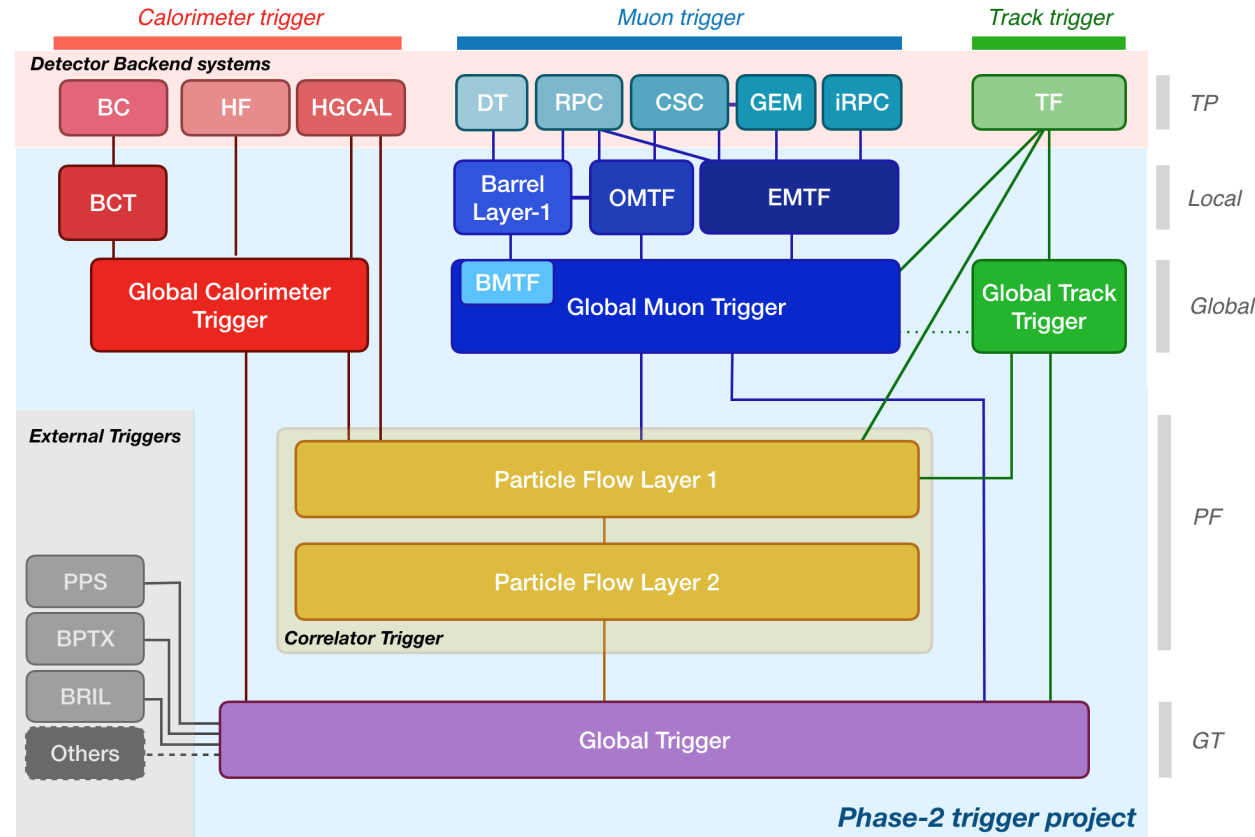 Calorimeter trigger
Muon trigger
Track trigger
Detector Backend systems
BC
HF
HGCAL
DT
RPC
CSC
GEM
iRPC
TF
TP
BCT
Barrel
Layer-1
OMTF
EMTF
Local
Global Calorimeter
Trigger
BMTF
Global Muon Trigger
Global Track
Trigger
Global
External Triggers
Particle Flow Layer 1
PF
Particle Flow Layer 2
Correlator Trigger
PPS
BPTX
BRIL
Others
Global Trigger
GT
Phase-2 trigger project